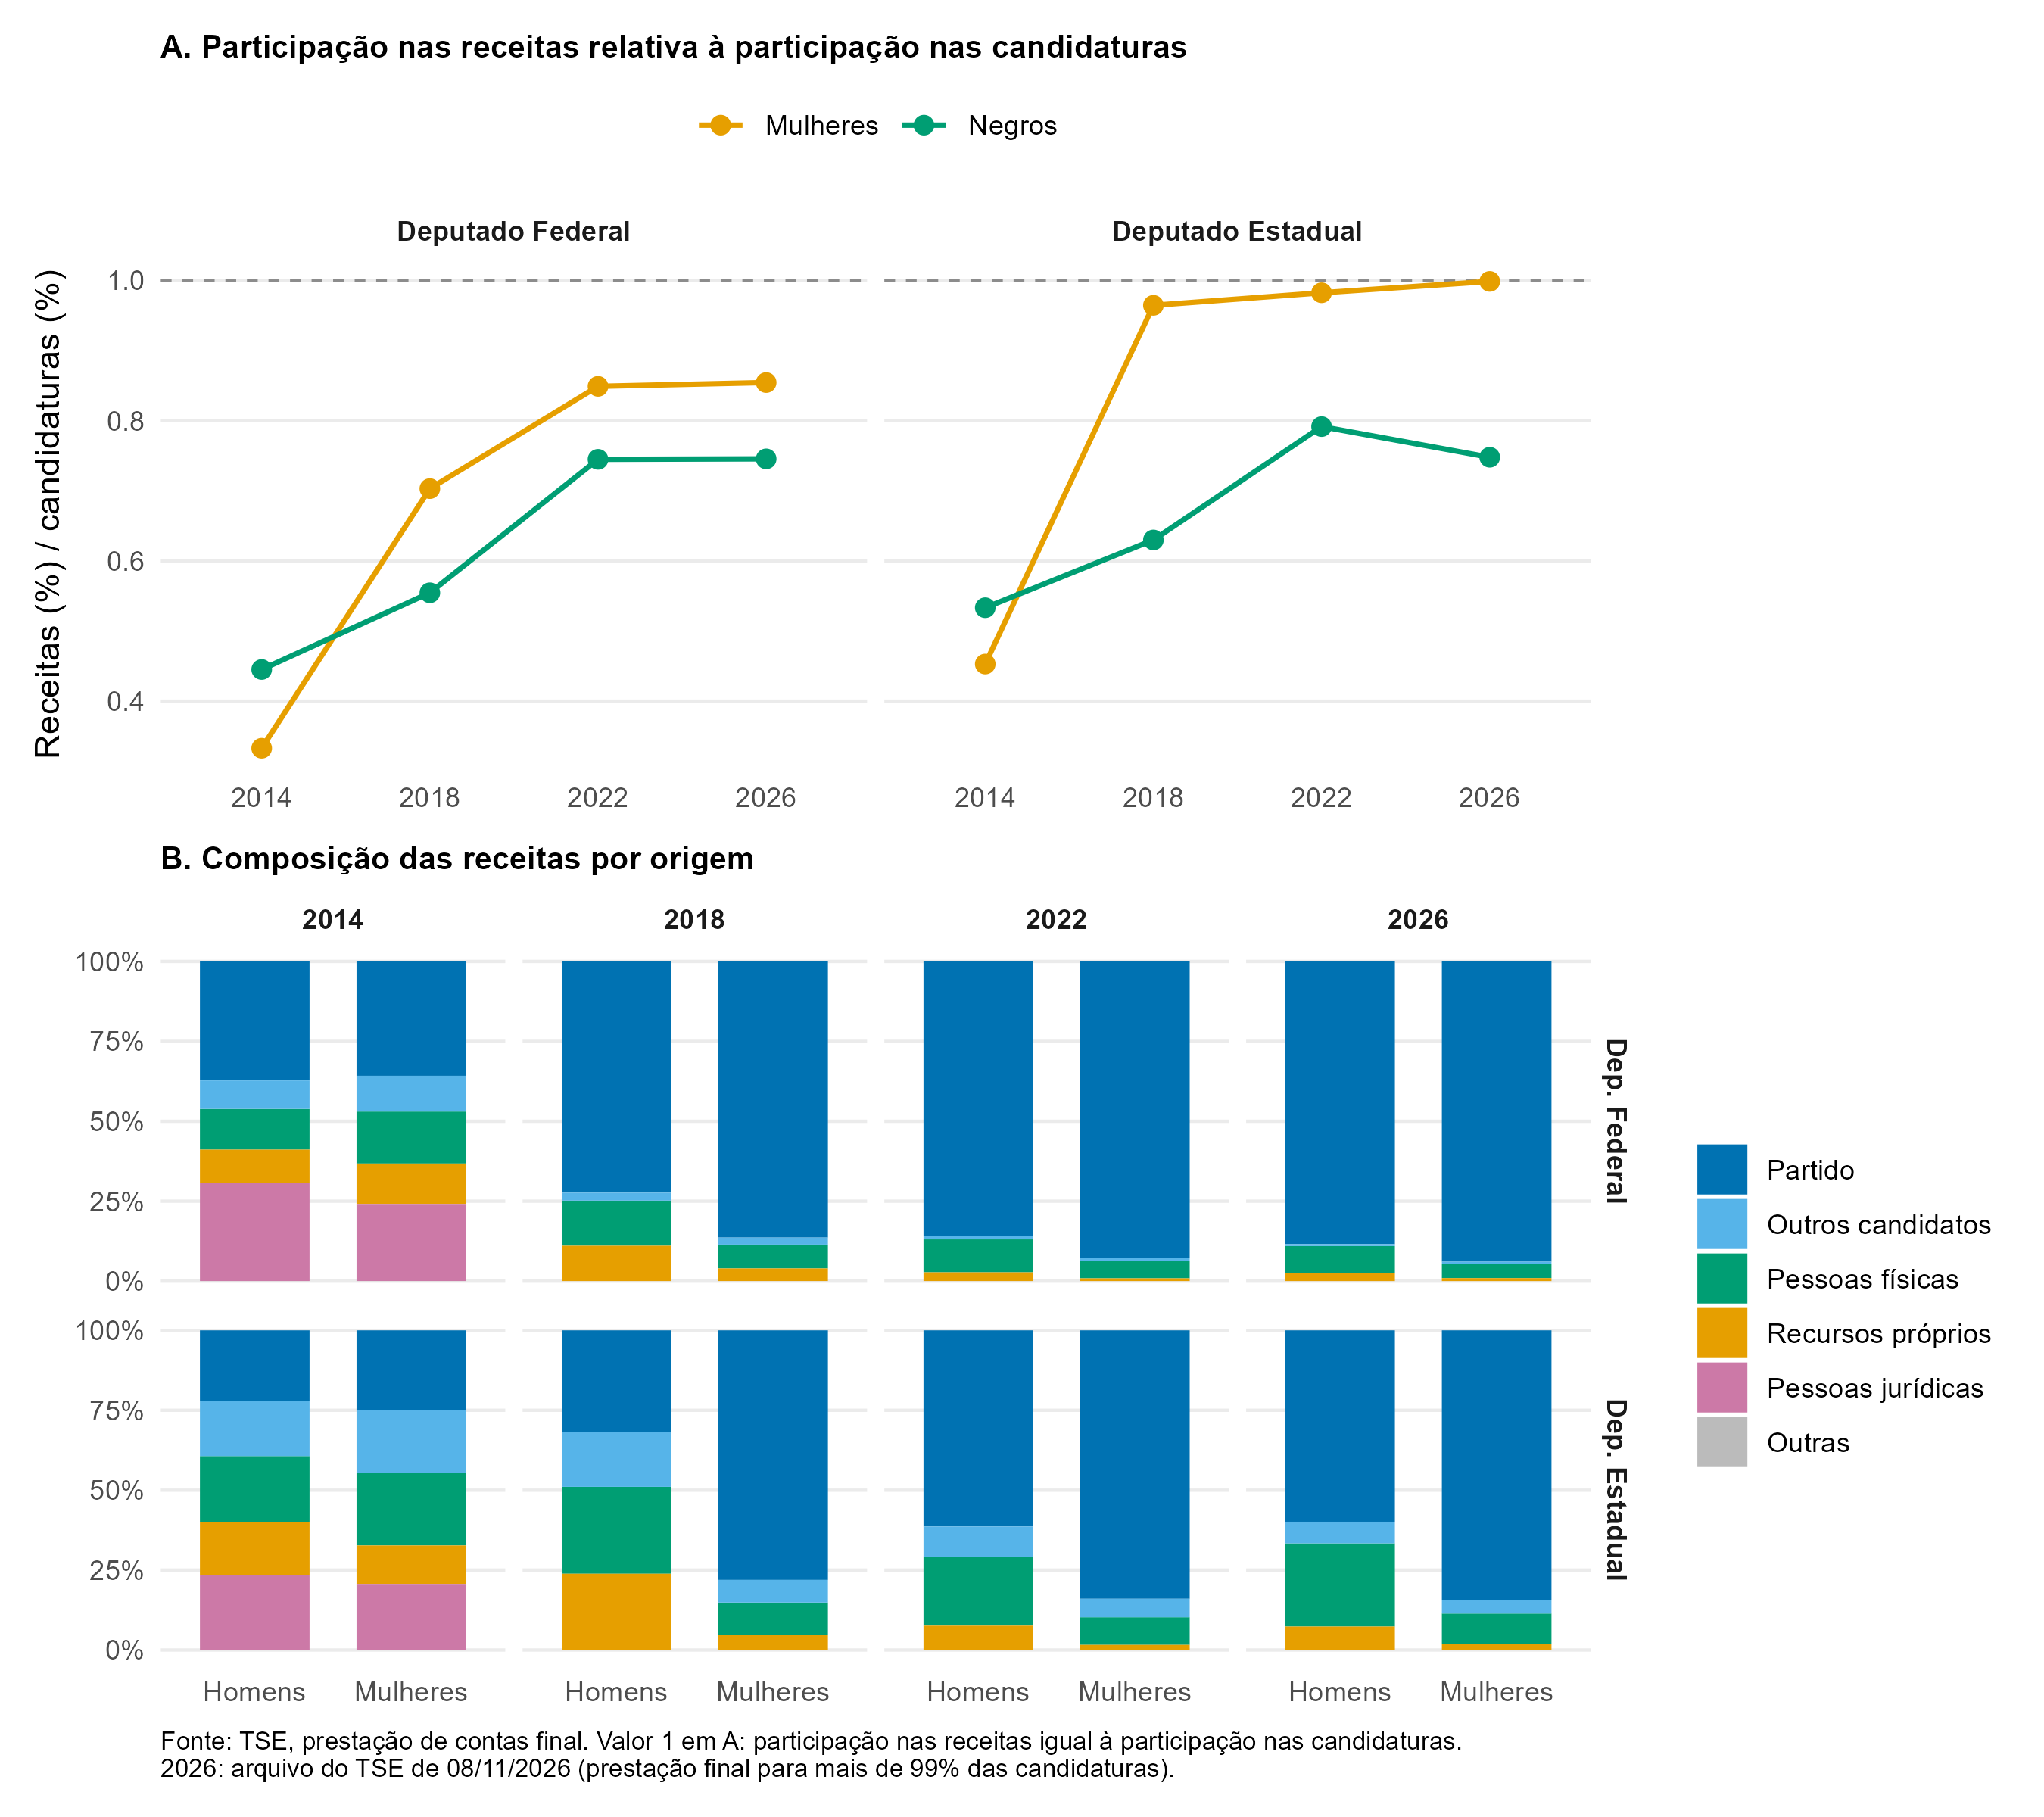 A. Participação nas receitas relativa à participação nas candidaturas
Mulheres Negros
Deputado Federal Deputado Estadual
Receitas (%) / candidaturas (%)
1.0
0.8
0.6
0.4
2014 2018 2022 2026 2014 2018 2022 2026
B. Composição das receitas por origem
2014 2018 2022 2026
100%
75%
50%
25%
0%
Dep. Federal
100%
75%
50%
25%
0%
Dep. Estadual
Homens Mulheres Homens Mulheres Homens Mulheres Homens Mulheres
Partido
Outros candidatos
Pessoas físicas
Recursos próprios
Pessoas jurídicas
Outras
Fonte: TSE, prestação de contas final. Valor 1 em A: participação nas receitas igual à participação nas candidaturas.
2026: arquivo do TSE de 08/11/2026 (prestação final para mais de 99% das candidaturas).